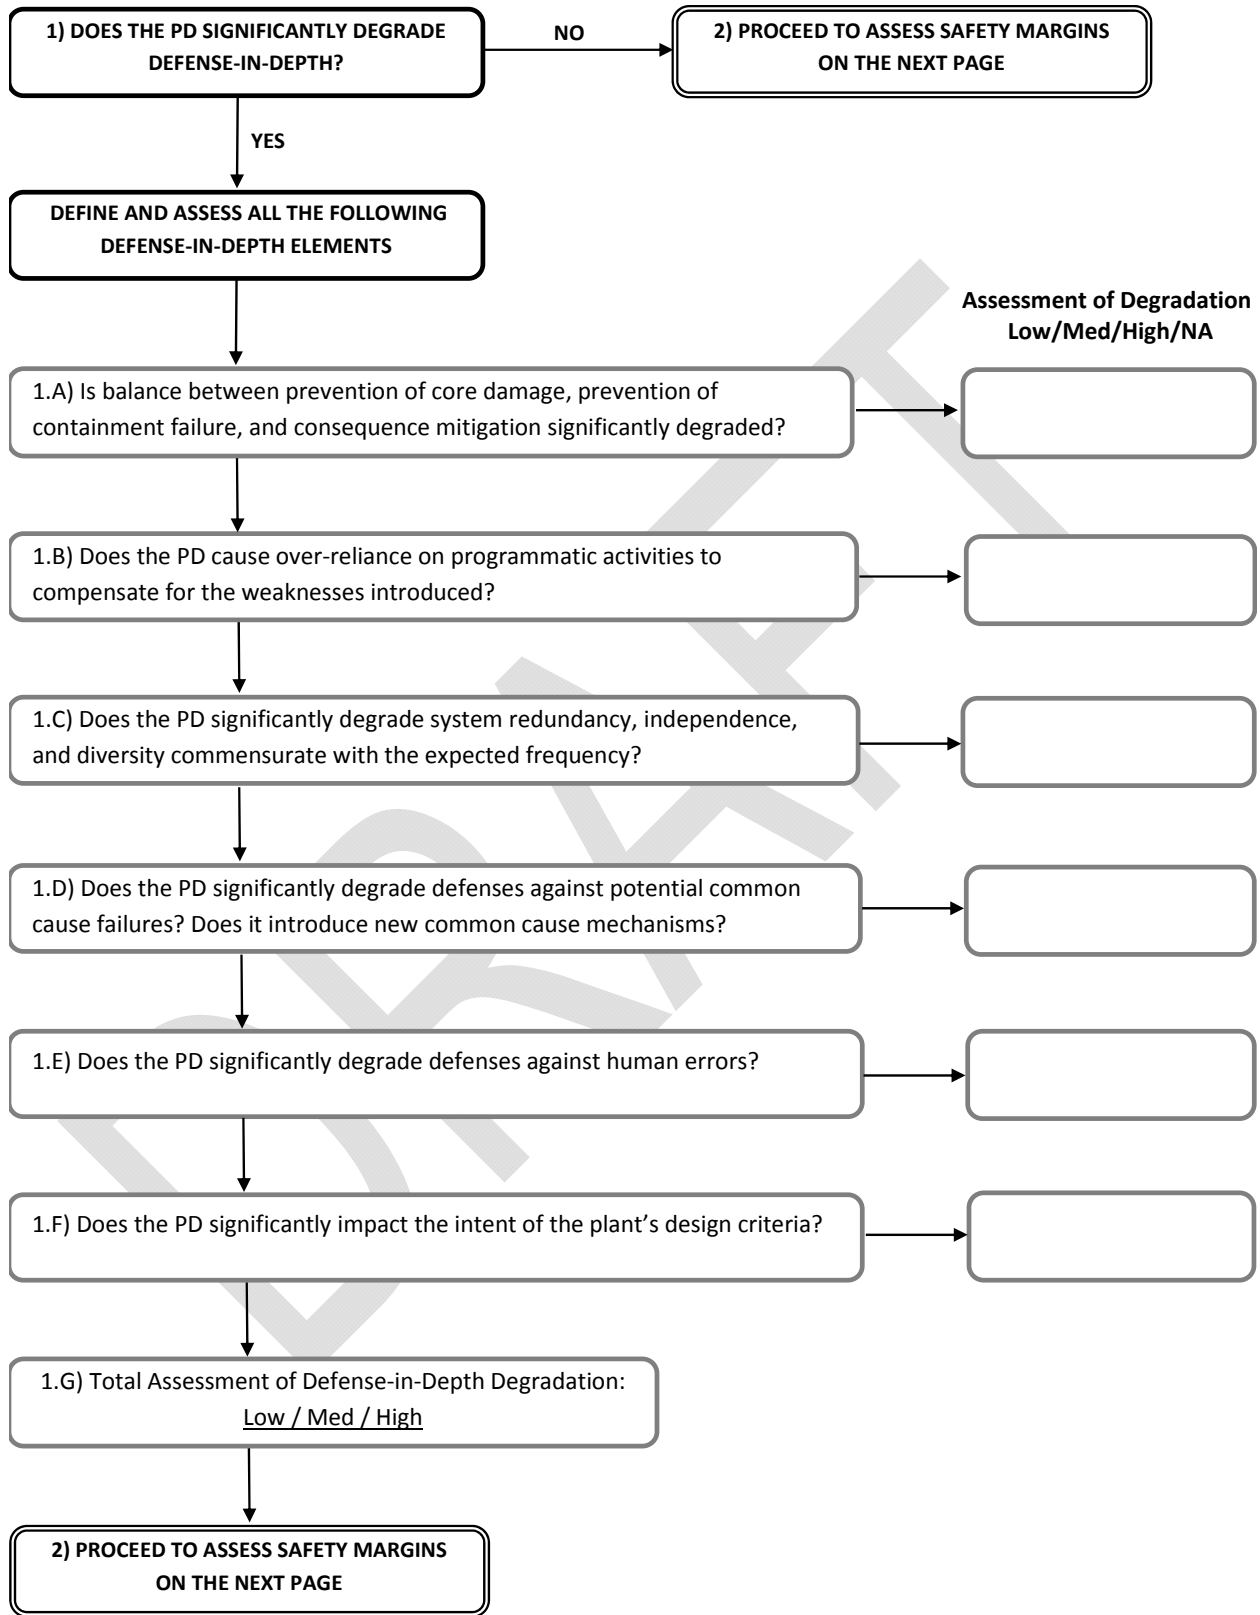 1) DOES THE PD SIGNIFICANTLY DEGRADE
DEFENSE-IN-DEPTH?
NO
2) PROCEED TO ASSESS SAFETY MARGINS
ON THE NEXT PAGE
YES
DEFINE AND ASSESS ALL THE FOLLOWING
DEFENSE-IN-DEPTH ELEMENTS
Assessment of Degradation
Low/Med/High/NA
1.A) Is balance between prevention of core damage, prevention of
containment failure, and consequence mitigation significantly degraded?
1.B) Does the PD cause over-reliance on programmatic activities to
compensate for the weaknesses introduced?
1.C) Does the PD significantly degrade system redundancy, independence,
and diversity commensurate with the expected frequency?
1.D) Does the PD significantly degrade defenses against potential common
cause failures? Does it introduce new common cause mechanisms?
1.E) Does the PD significantly degrade defenses against human errors?
1.F) Does the PD significantly impact the intent of the plant’s design criteria?
1.G) Total Assessment of Defense-in-Depth Degradation:
Low / Med / High
2) PROCEED TO ASSESS SAFETY MARGINS
ON THE NEXT PAGE
DRAFT